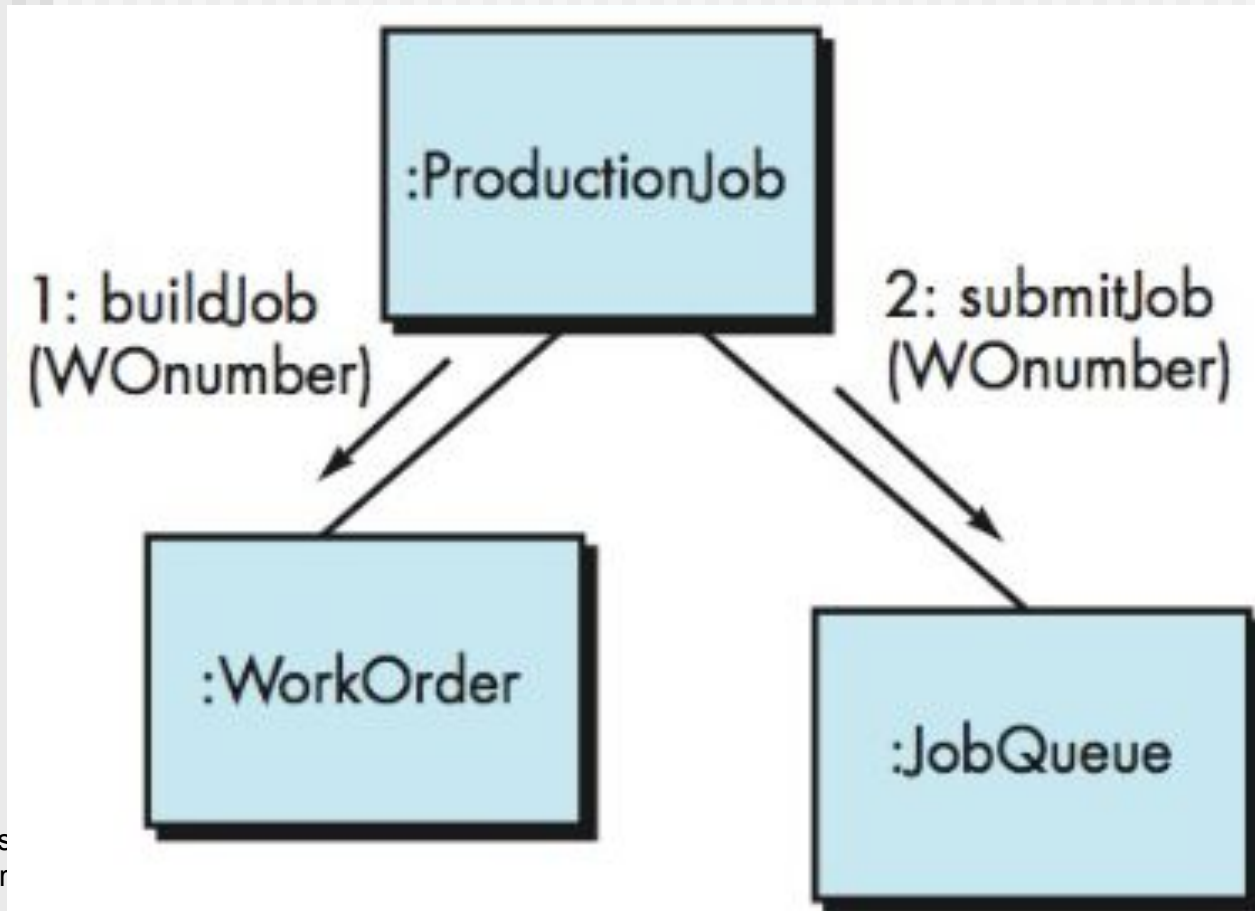 :ProductionJob
1: buildJob
(WOnumber)
2: submitJob
(WOnumber)
:WorkOrder
:JobQueue